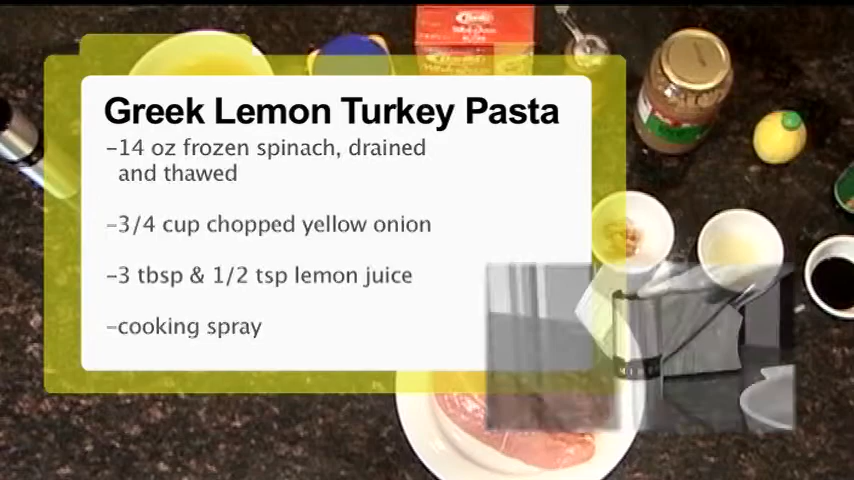 Greek Lemon Turkey Pasta
-14 oz frozen spinach, drained
and thawed
-3/4 cup chopped yellow onion
-3 tbsp & 1/2 tsp lemon juice
-cooking spray